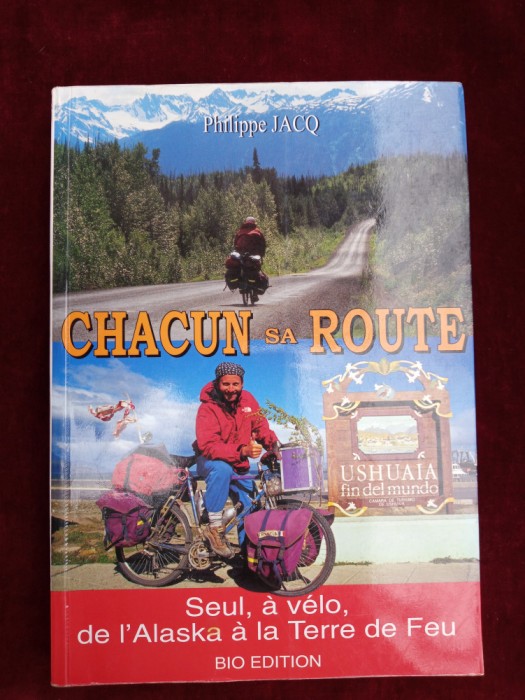 Philippe JACQ
CHACUN SA ROUTE
USHUAIA
fin del mundo
Seul, à vélo,
de l'Alaska à la Terre de Feu
BIO EDITION